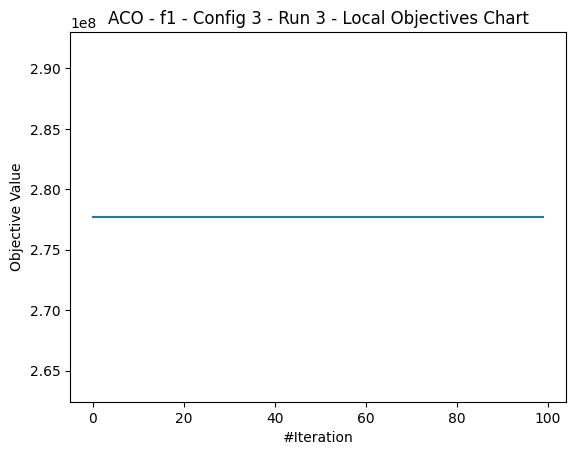 ACO - f1 - Config 3 - Run 3 - Local Objectives Chart
1e8
2.90
2.85
2.80
2.75
2.70
2.65
Objective Value
0 20 40 60 80 100
#Iteration